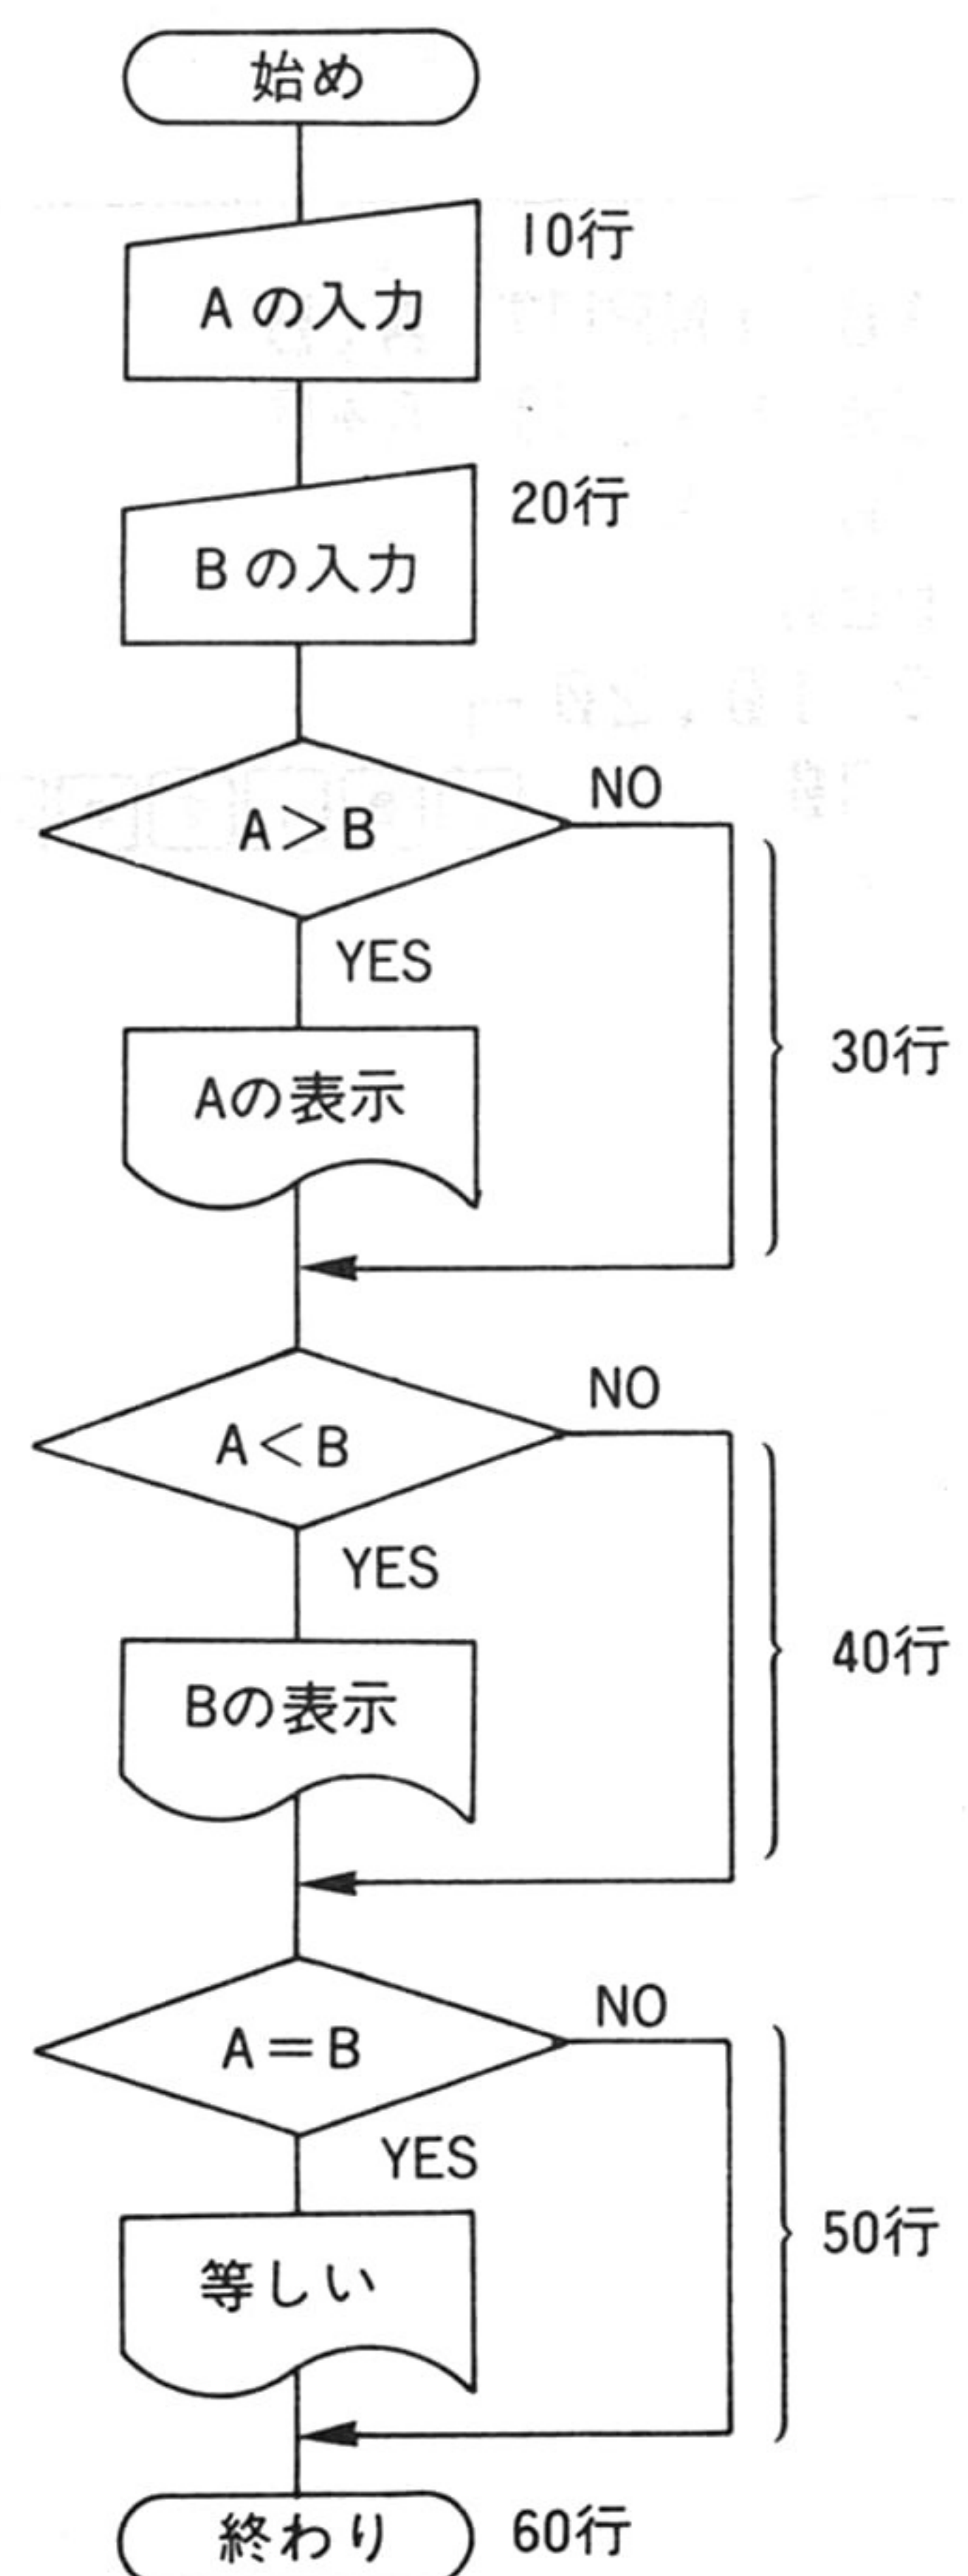 始め
10行
Aの入力
20行
Bの入力
NO
A>B
YES
Aの表示
30行
NO
A<B
YES
Bの表示
40行
NO
A=B
YES
等しい
50行
終わり
60行